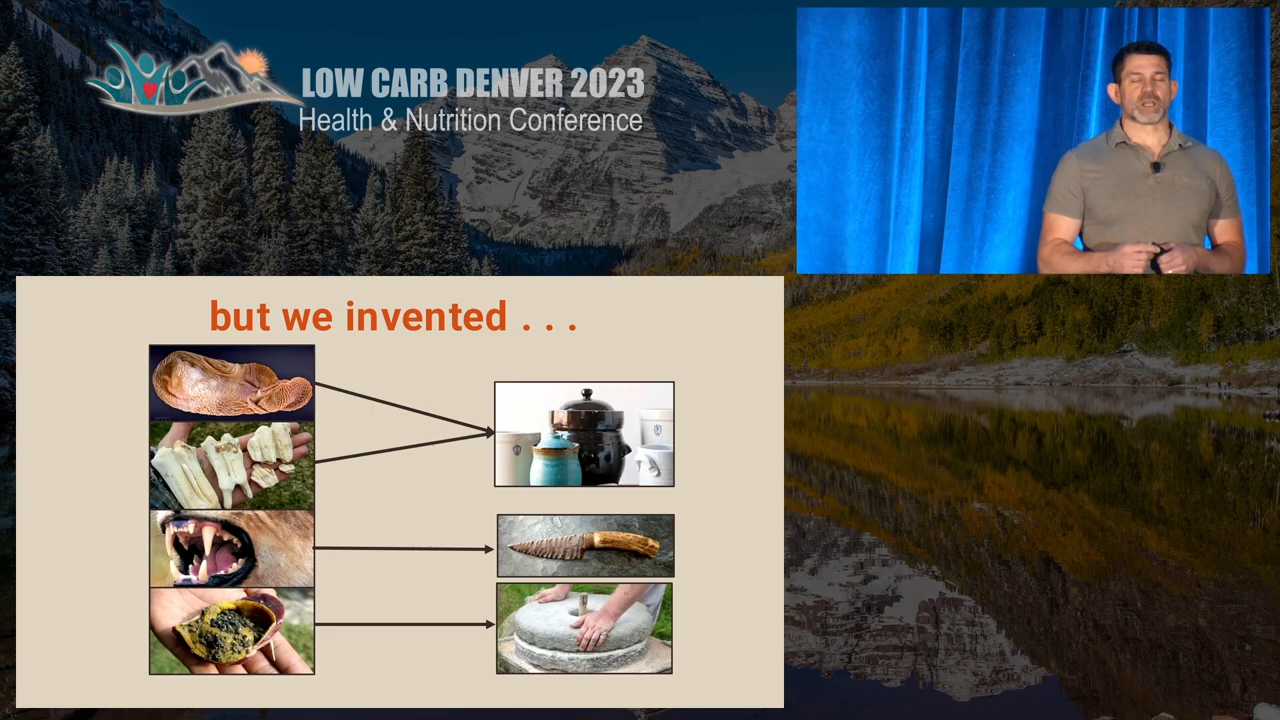 LOW CARB DENVER 2023
Health & Nutrition Conference
but we invented . . .